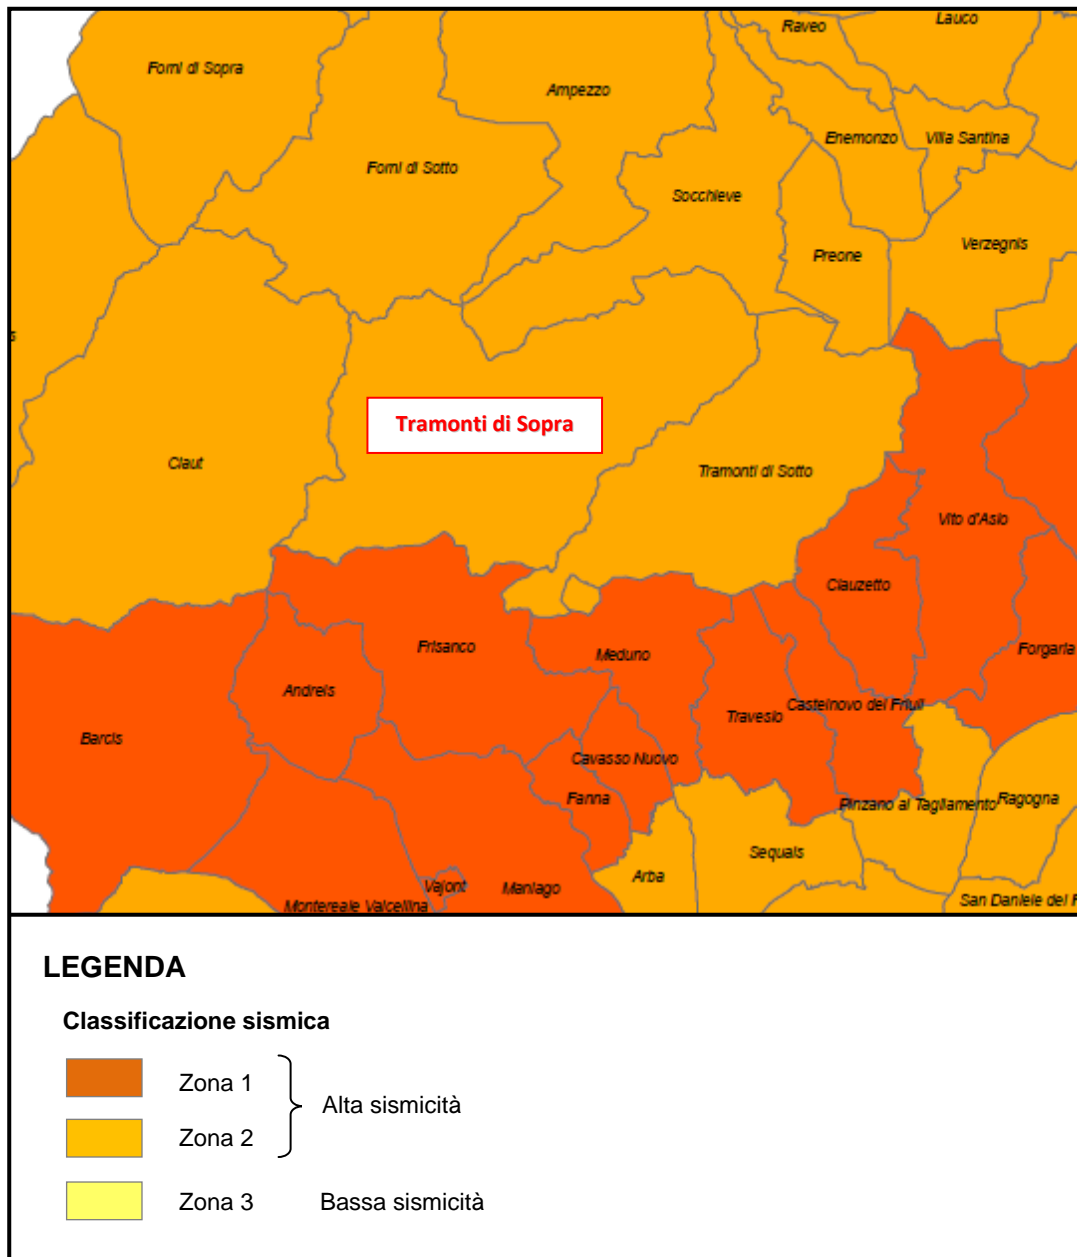 Lauco
Raveo
Forni di Sopra
Ampezzo
Enemonzo
Villa Santina
Forni di Sotto
Socchieve
Verzegnis
Preone
s
Tramonti di Sopra
Claut
Tramonti di Sotto
Vito d'Asio
Clauzetto
Frisanco
Meduno
Forgaria
Andreis
Castelnovo del Friuli
Travesio
Barcis
Cavasso Nuovo
Fanna
Pinzano al Tagliamento
Ragogna
Sequals
Arba
Vajont
Maniago
San Daniele del F
Montereale Valcellina
LEGENDA
Classificazione sismica
Zona 1
Alta sismicità
Zona 2
Zona 3 Bassa sismicità